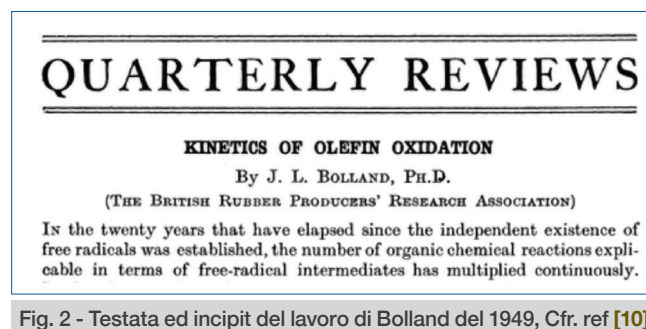 QUARTERLY REVIEWS
KINETICS OF OLEFIN OXIDATION
By J. L. BOLLAND, PH.D.
(THE BRITISH RUBBER PRODUCERS' RESEARCH ASSOCIATION)
IN the twenty years that have elapsed since the independent existence of
free radicals was established, the number of organic chemical reactions expli-
cable in terms of free-radical intermediates has multiplied continuously.
Fig. 2 - Testata ed incipit del lavoro di Bolland del 1949, Cfr. ref [10]